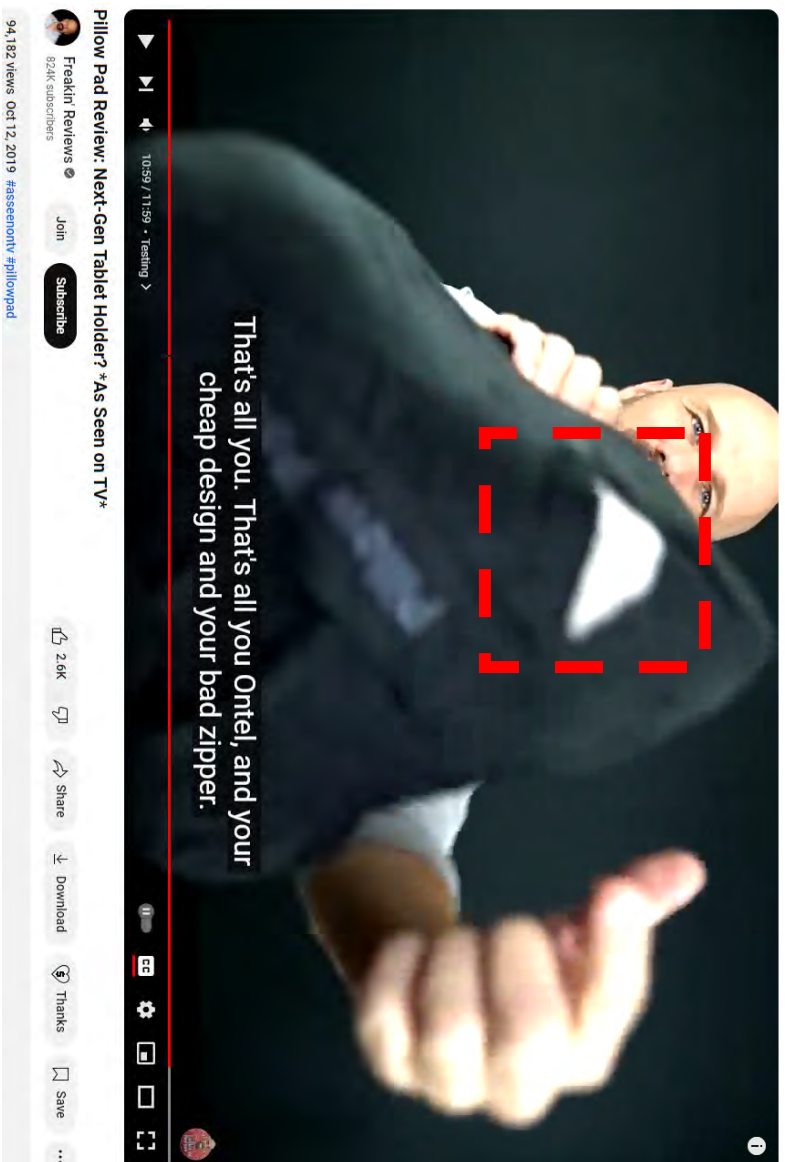 That's all you. That's all you Ontel, and your
cheap design and your bad zipper.
10:59 / 11:59 • Testing >
CC
Pillow Pad Review: Next-Gen Tablet Holder? *As Seen on TV*
Freakin' Reviews
824K subscribers
Join
Subscribe
2.6K
Share
Download
Thanks
Save
...
94,182 views Oct 12, 2019 #asseenontv #pillowpad